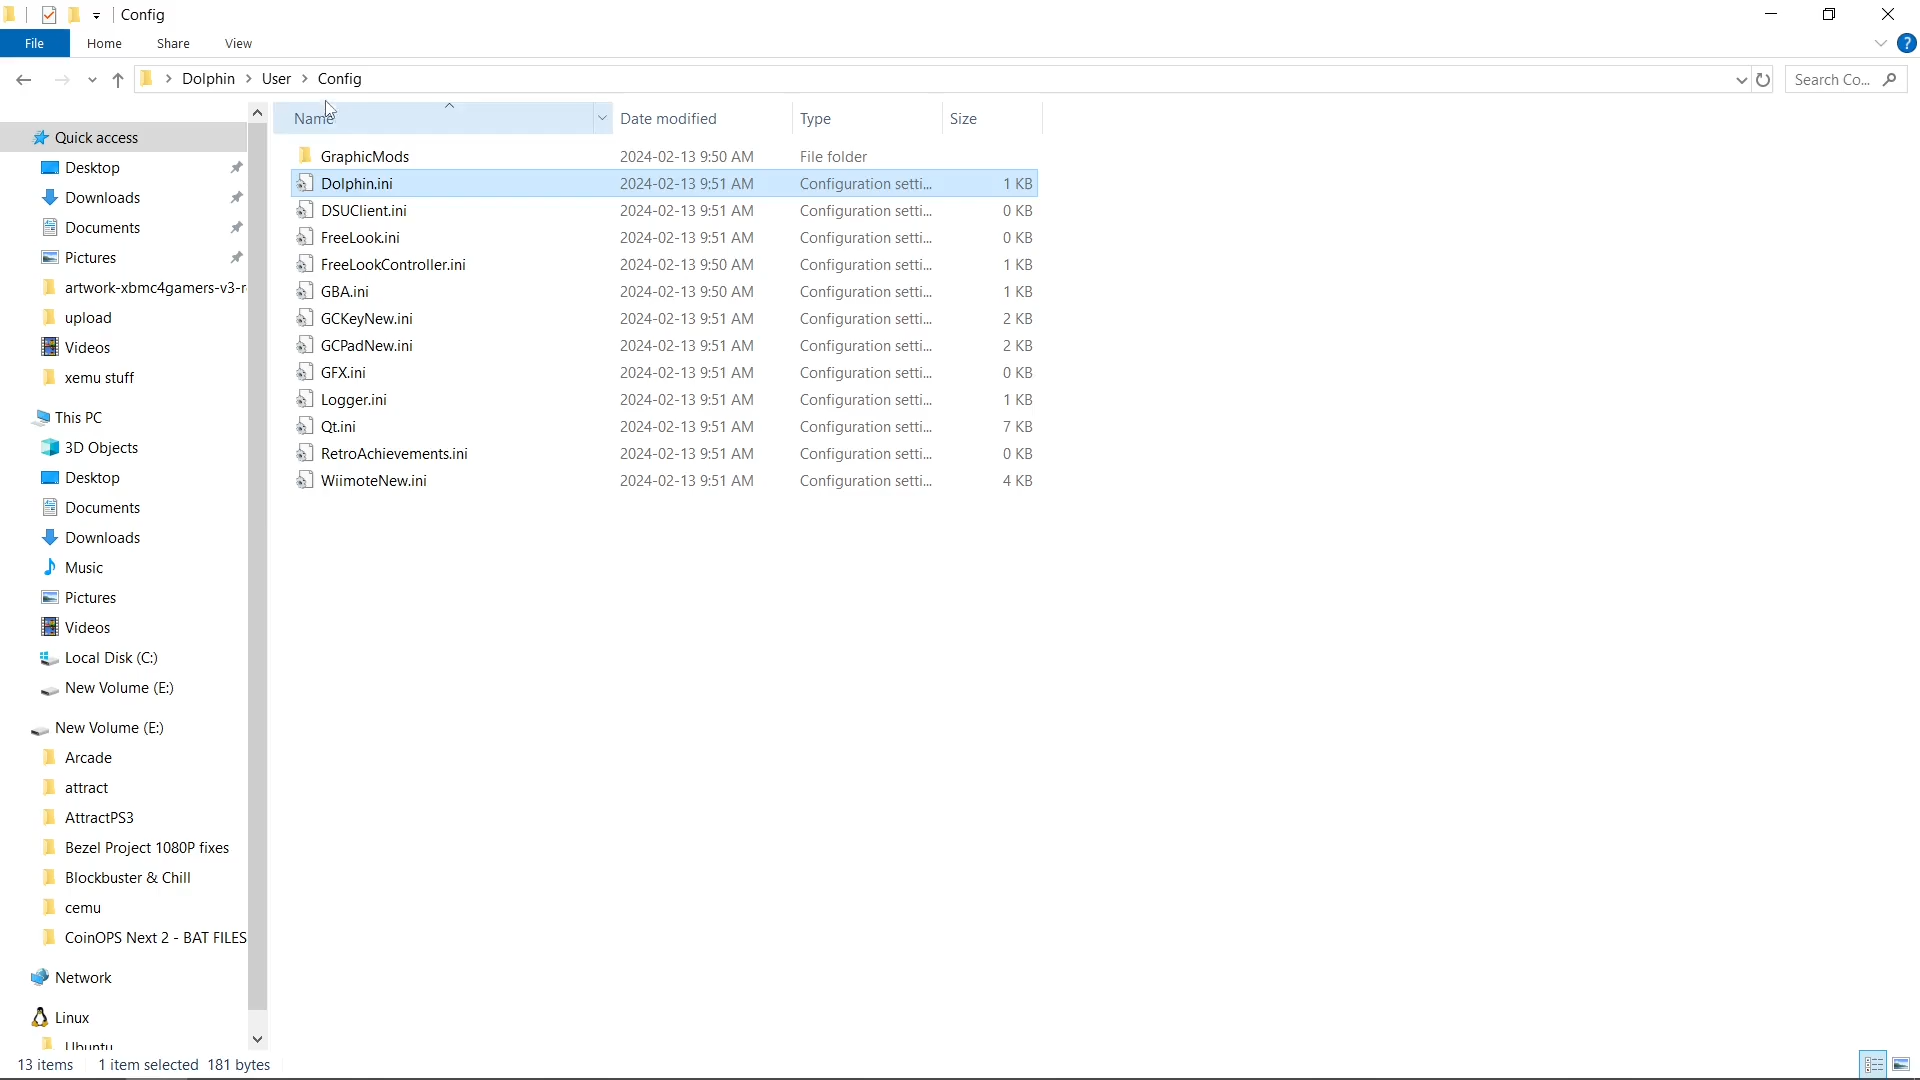 Config
File Home Share View
Dolphin User Config
Search Co...
Name Date modified Type Size
Quick access
Desktop
Downloads
Documents
Pictures
artwork-xbmc4gamers-v3-r
upload
Videos
xemu stuff
This PC
3D Objects
Desktop
Documents
Downloads
Music
Pictures
Videos
Local Disk (C:)
New Volume (E:)
New Volume (E:)
Arcade
attract
AttractPS3
Bezel Project 1080P fixes
Blockbuster & Chill
cemu
CoinOPS Next 2 - BAT FILES
Network
Linux
Ubuntu
GraphicMods 2024-02-13 9:50 AM File folder
Dolphin.ini 2024-02-13 9:51 AM Configuration setti... 1 KB
DSUClient.ini 2024-02-13 9:51 AM Configuration setti... 0 KB
FreeLook.ini 2024-02-13 9:51 AM Configuration setti... 0 KB
FreeLookController.ini 2024-02-13 9:50 AM Configuration setti... 1 KB
GBA.ini 2024-02-13 9:50 AM Configuration setti... 1 KB
GCKeyNew.ini 2024-02-13 9:51 AM Configuration setti... 2 KB
GCPadNew.ini 2024-02-13 9:51 AM Configuration setti... 2 KB
GFX.ini 2024-02-13 9:51 AM Configuration setti... 0 KB
Logger.ini 2024-02-13 9:51 AM Configuration setti... 1 KB
Qt.ini 2024-02-13 9:51 AM Configuration setti... 7 KB
RetroAchievements.ini 2024-02-13 9:51 AM Configuration setti... 0 KB
WiimoteNew.ini 2024-02-13 9:51 AM Configuration setti... 4 KB
13 items 1 item selected 181 bytes